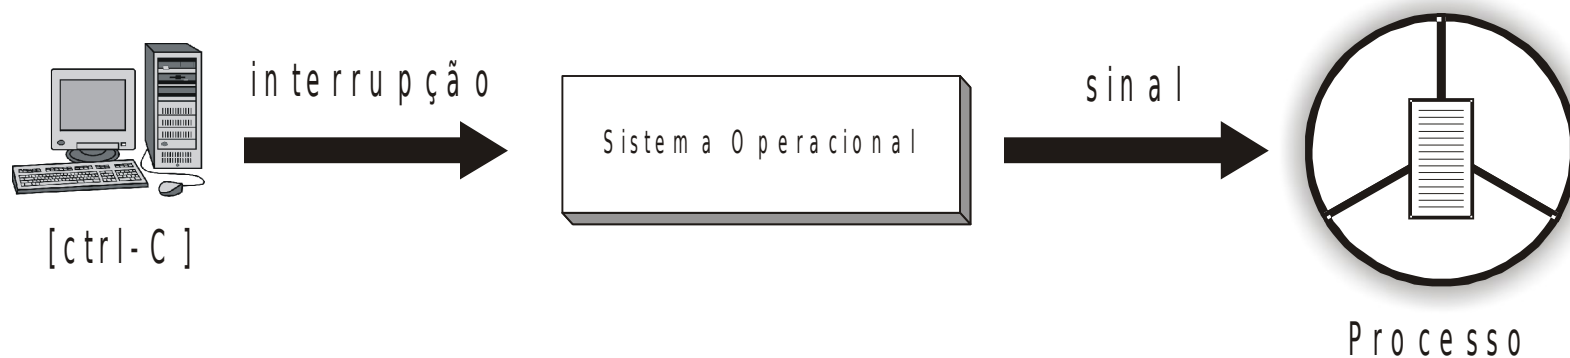 interrupção
sinal
Sistema Operacional
[ctrl-C]
Processo